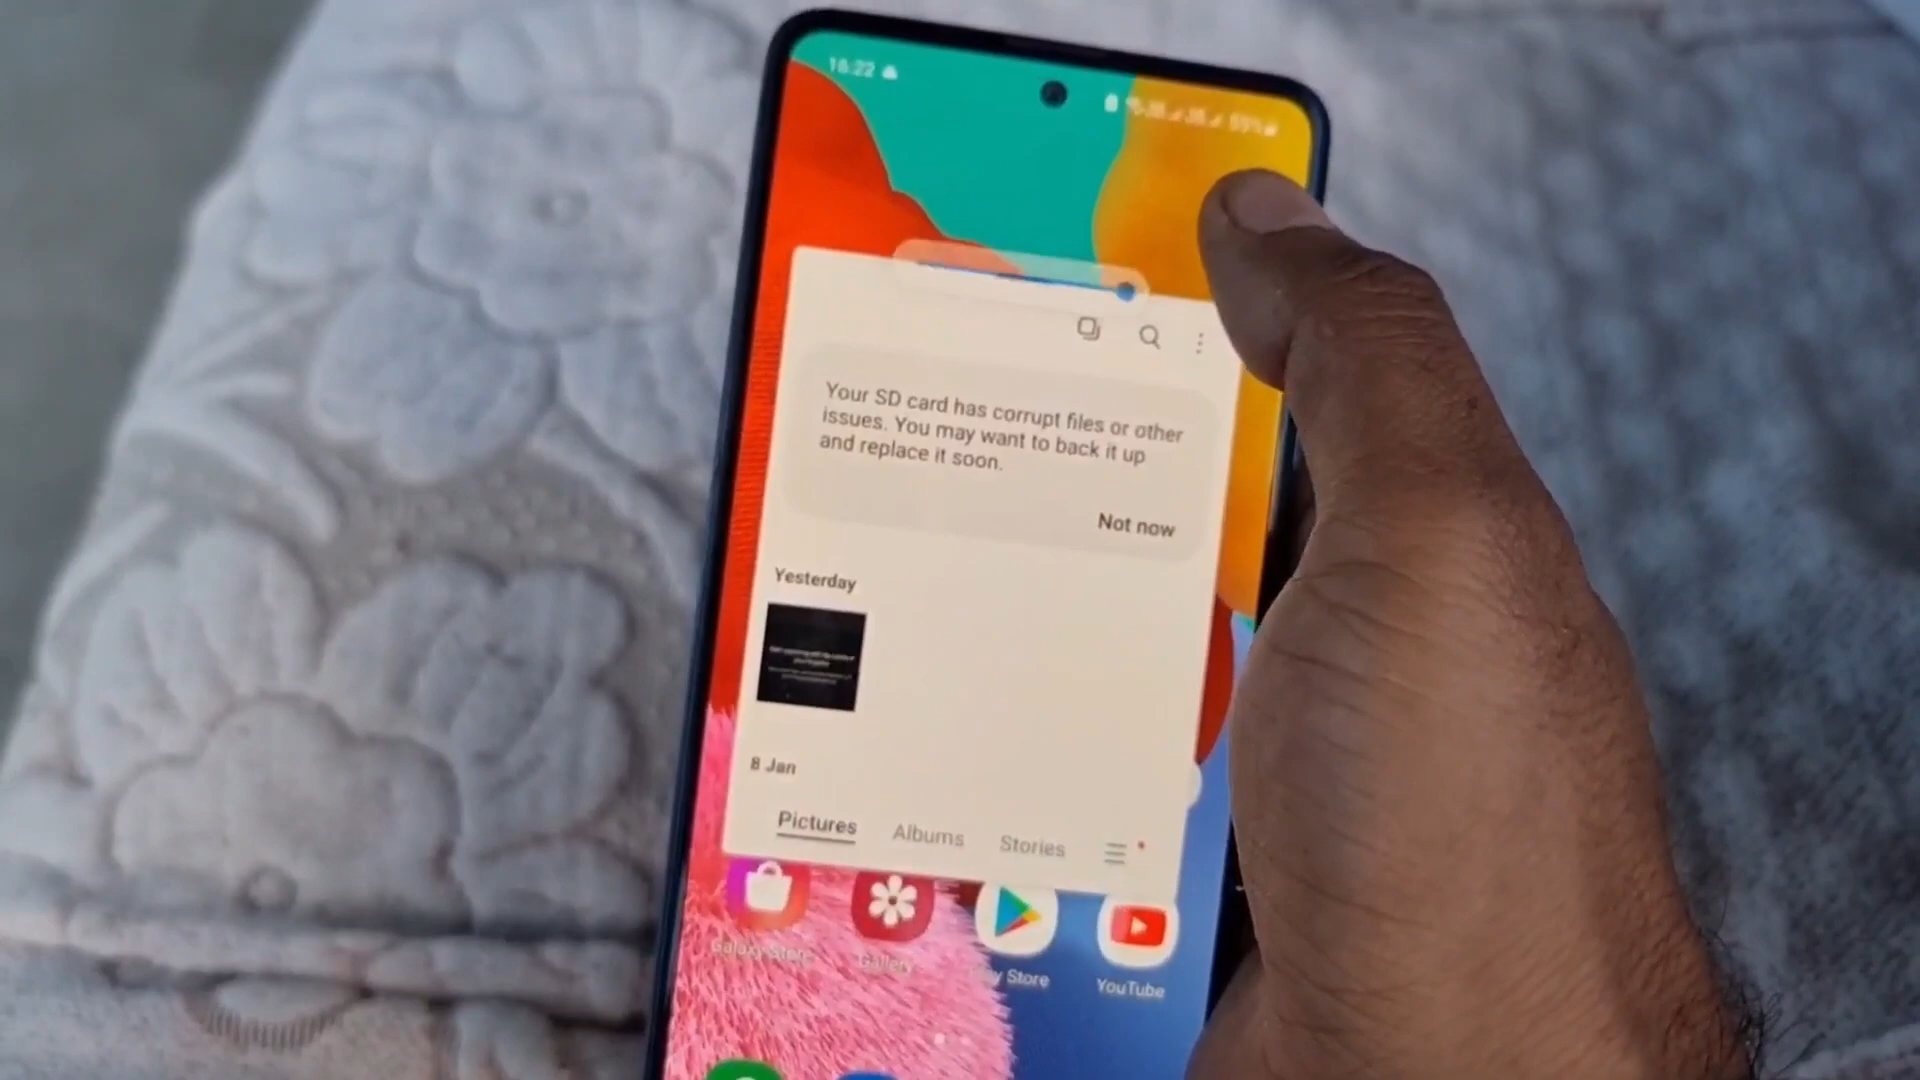 16:22
Your SD card has corrupt files or other
issues. You may want to back it up
and replace it soon.
Not now
Yesterday
8 Jan
Pictures Albums Stories
Galaxy Store Gallery Store YouTube